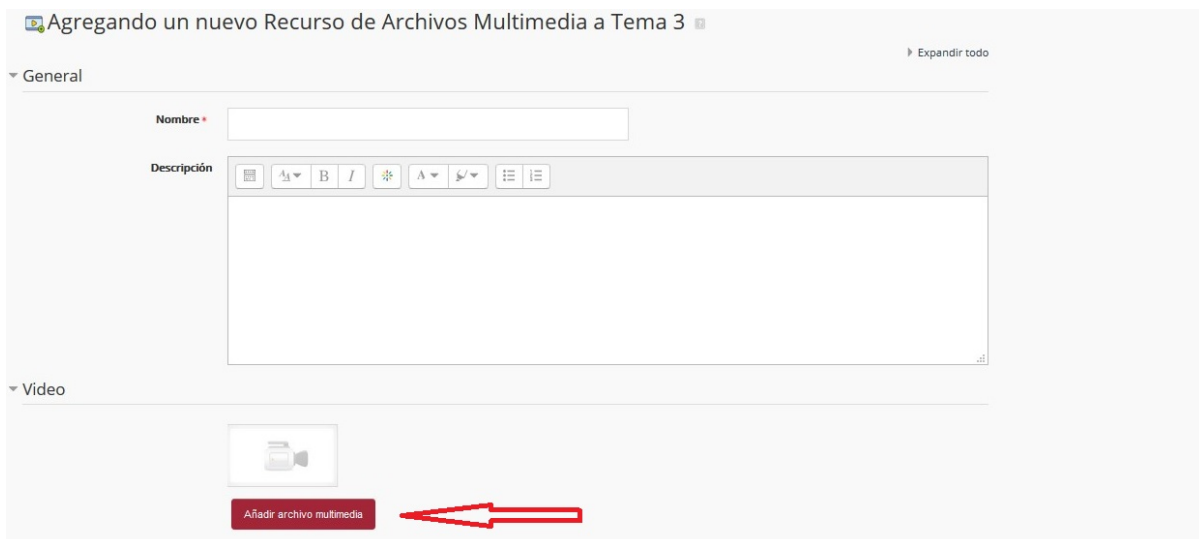 Agregando un nuevo Recurso de Archivos Multimedia a Tema 3
Expandir todo
General
Nombre *
Descripción
B I
A
Video
Añadir archivo multimedia